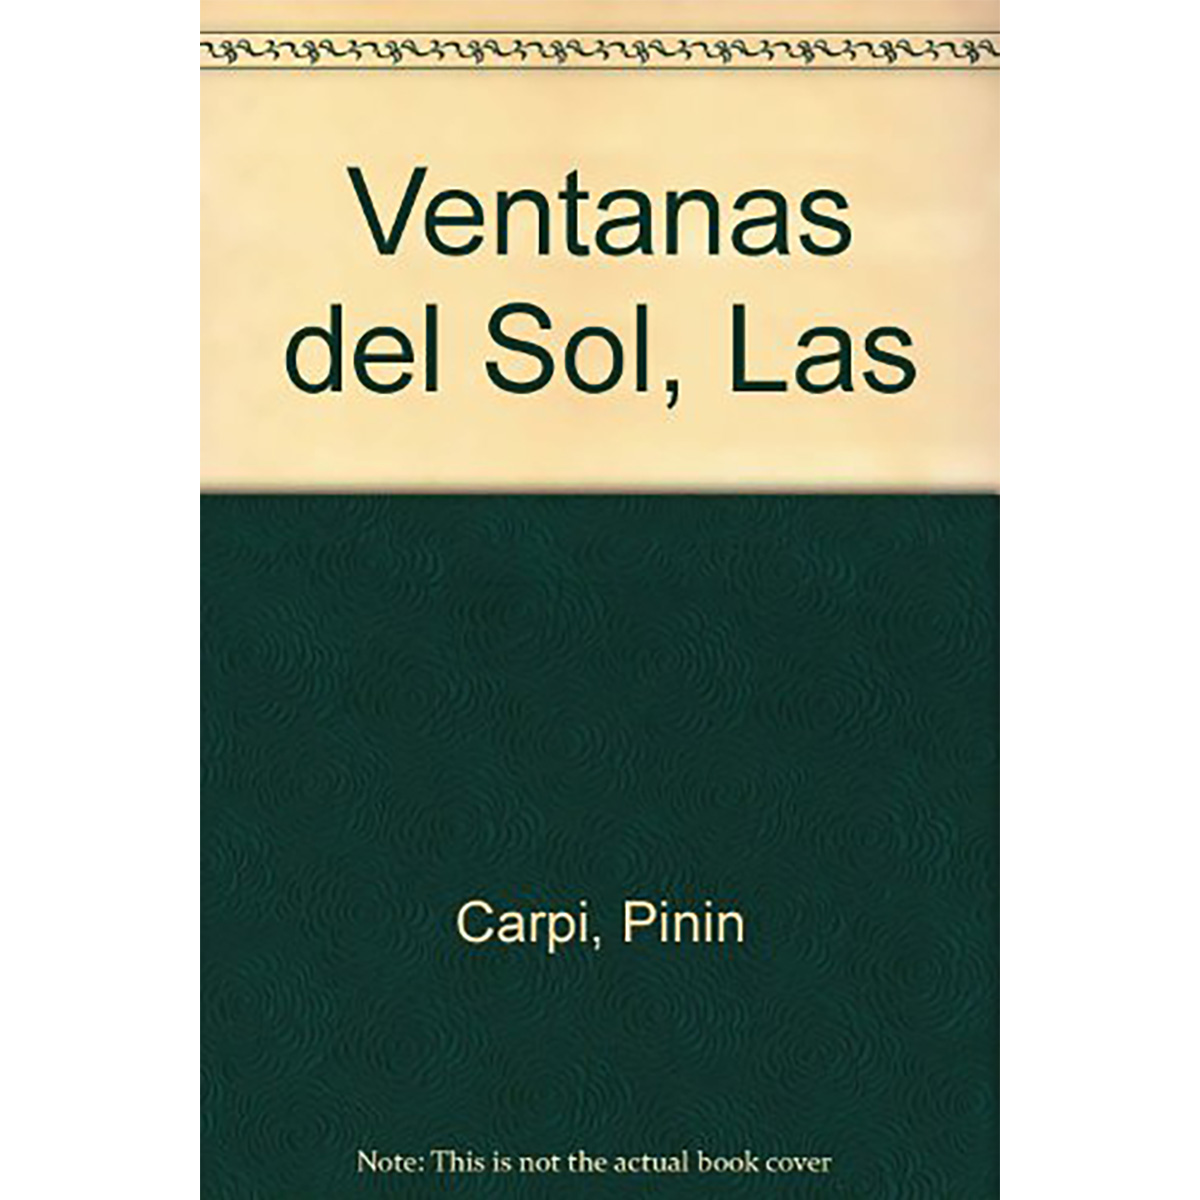 Ventanas
del Sol, Las
Carpi, Pinin
Note: This is not the actual book cover